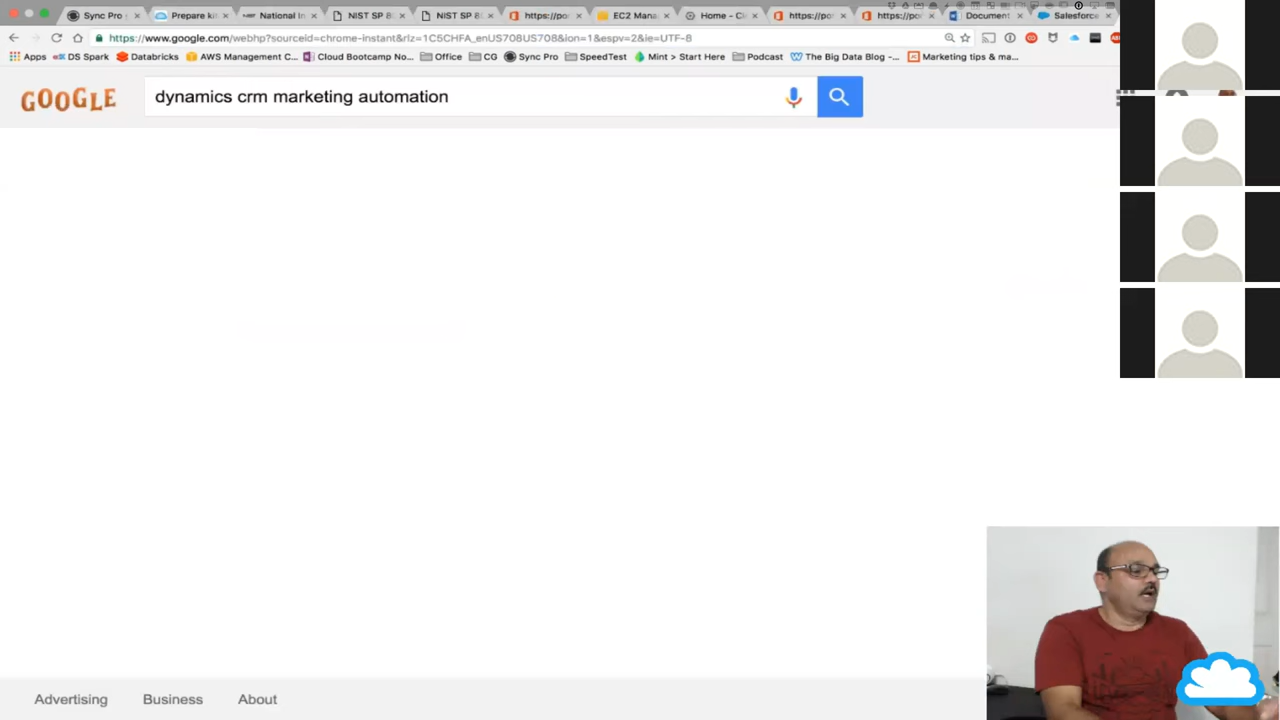 Sync Pro
Prepare ki
National In
NIST SP 8
NIST SP 8
https://po
EC2 Mana
Home - Cl
https://po
https://po
Document
Salesforce
https://www.google.com/webhp?sourceid=chrome-instant&rlz=1C5CHFA_enUS708US708&ion=1&espv=2&ie=UTF-8
Apps DS Spark Databricks AWS Management C... Cloud Bootcamp No... Office CG Sync Pro SpeedTest Mint > Start Here Podcast The Big Data Blog -... Marketing tips & ma...
GOOGLE
dynamics crm marketing automation
Advertising Business About